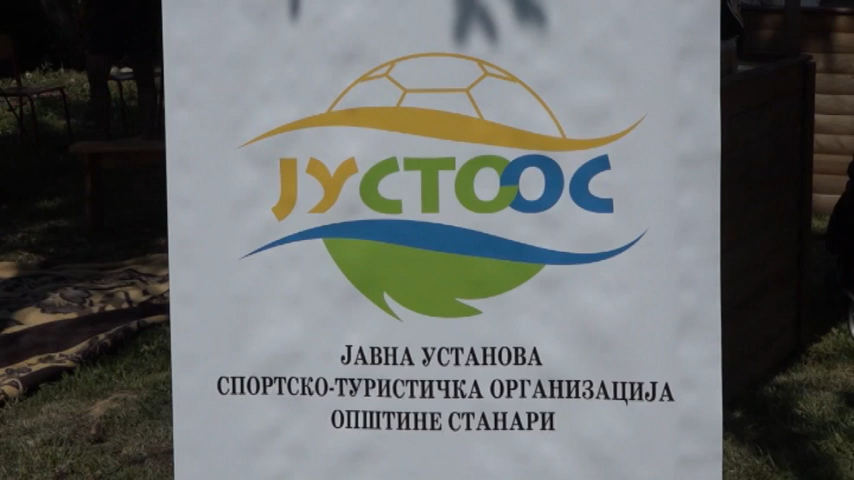 ЈУСТООС
ЈАВНА УСТАНОВА
СПОРТСКО-ТУРИСТИЧКА ОРГАНИЗАЦИЈА
ОПШТИНЕ СТАНАРИ